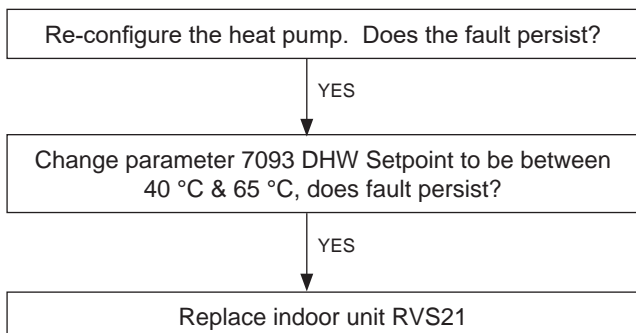 Re-configure the heat pump.  Does the fault persist?
YES
Change parameter 7093 DHW Setpoint to be between
40 °C & 65 °C, does fault persist?
YES
Replace indoor unit RVS21